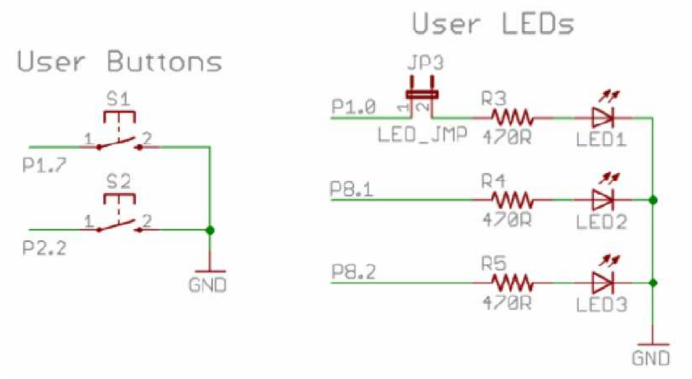 User Buttons
S1
1 2
P1.7
S2
1 2
P2.2
GND
User LEDs
JP3
P1.0
1 2
LED_JMP
R3
470R
LED1
P8.1
R4
470R
LED2
P8.2
R5
470R
LED3
GND